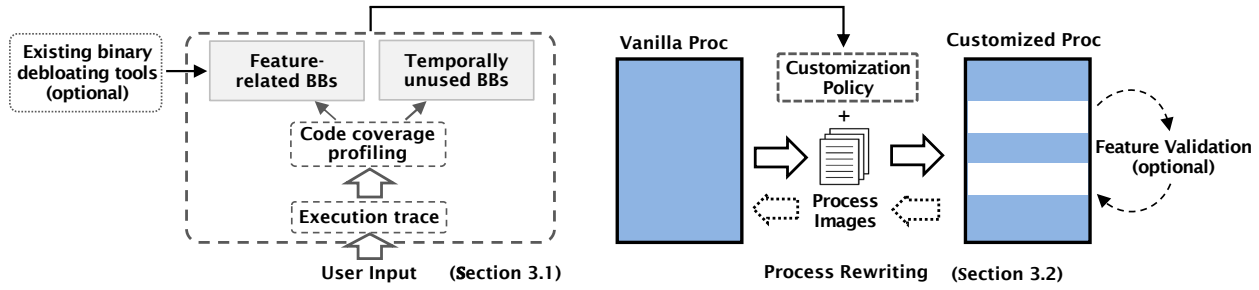 Existing binary
debloating tools
(optional)
Feature-
related BBs
Temporally
unused BBs
Code coverage
profiling
Execution trace
User Input
(Section 3.1)
Vanilla Proc
Customization
Policy
+
Process
Images
Customized Proc
Feature Validation
(optional)
Process Rewriting
(Section 3.2)